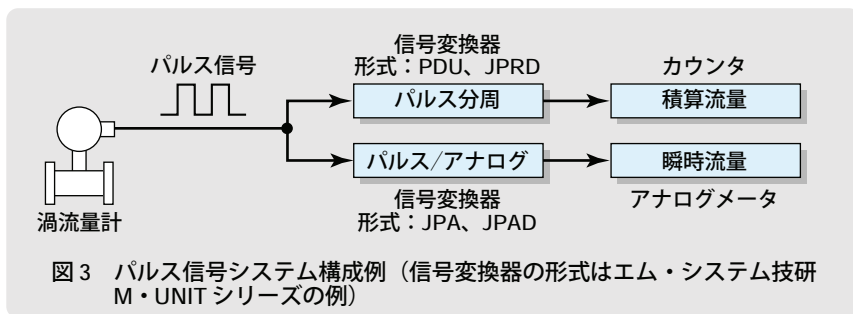 信号変換器
形式：PDU、JPRD
パルス信号
カウンタ
パルス分周
積算流量
パルス/アナログ
瞬時流量
渦流量計
信号変換器
形式：JPA、JPAD
アナログメータ
図3 パルス信号システム構成例（信号変換器の形式はエム・システム技研
M・UNITシリーズの例）